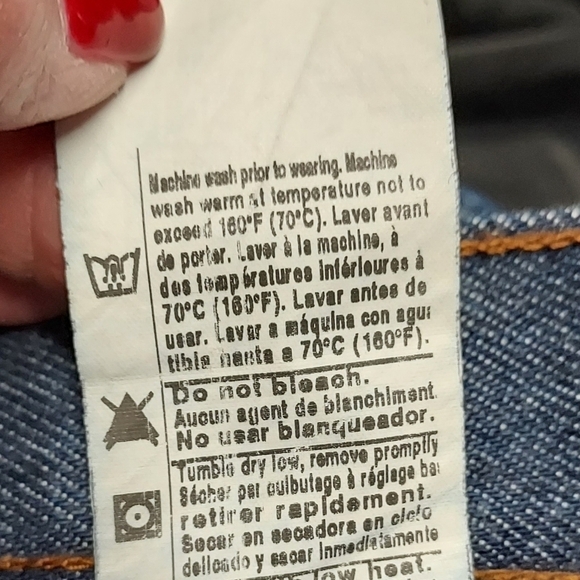 Machine wash prior to wearing. Machine
wash warm at temperature not to
exceed 160°F (70°C). Laver avant
de porter. Laver à la machine, à
des températures inférieures à
70°C (160°F). Lavar antes de
usar. Lavar a máquina con agua
tibia hasta a 70°C (160°F).
70
Do not bleach.
Aucun agent de blanchiment.
No usar blanqueador.
Tumble dry low, remove promptly
Sécher par culbutage à réglage bas
retirer rapidement.
Secar en secadora en ciclo
delicado y sacar inmediatamente
low heat.